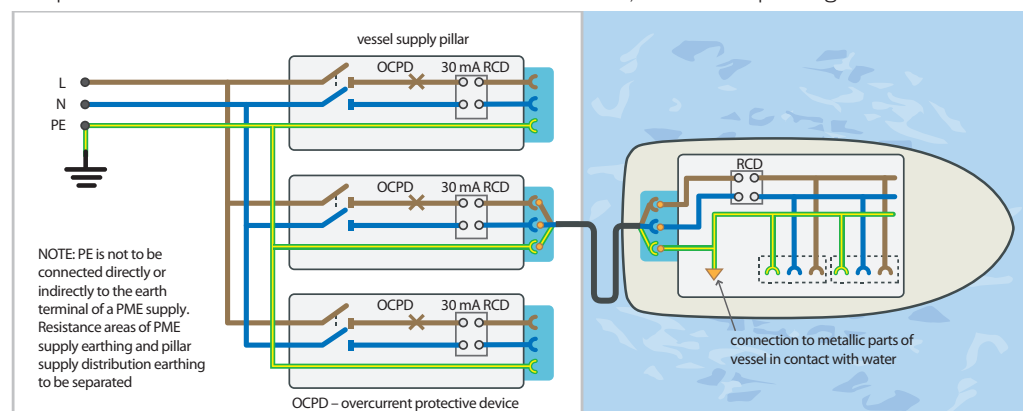 vessel supply pillar
OCPD 30 mA RCD
L
N
PE
OCPD 30 mA RCD
NOTE: PE is not to be
connected directly or
indirectly to the earth
terminal of a PME supply.
Resistance areas of PME
supply earthing and pillar
supply distribution earthing
to be separated
OCPD 30 mA RCD
OCPD – overcurrent protective device
RCD
connection to metallic parts of
vessel in contact with water